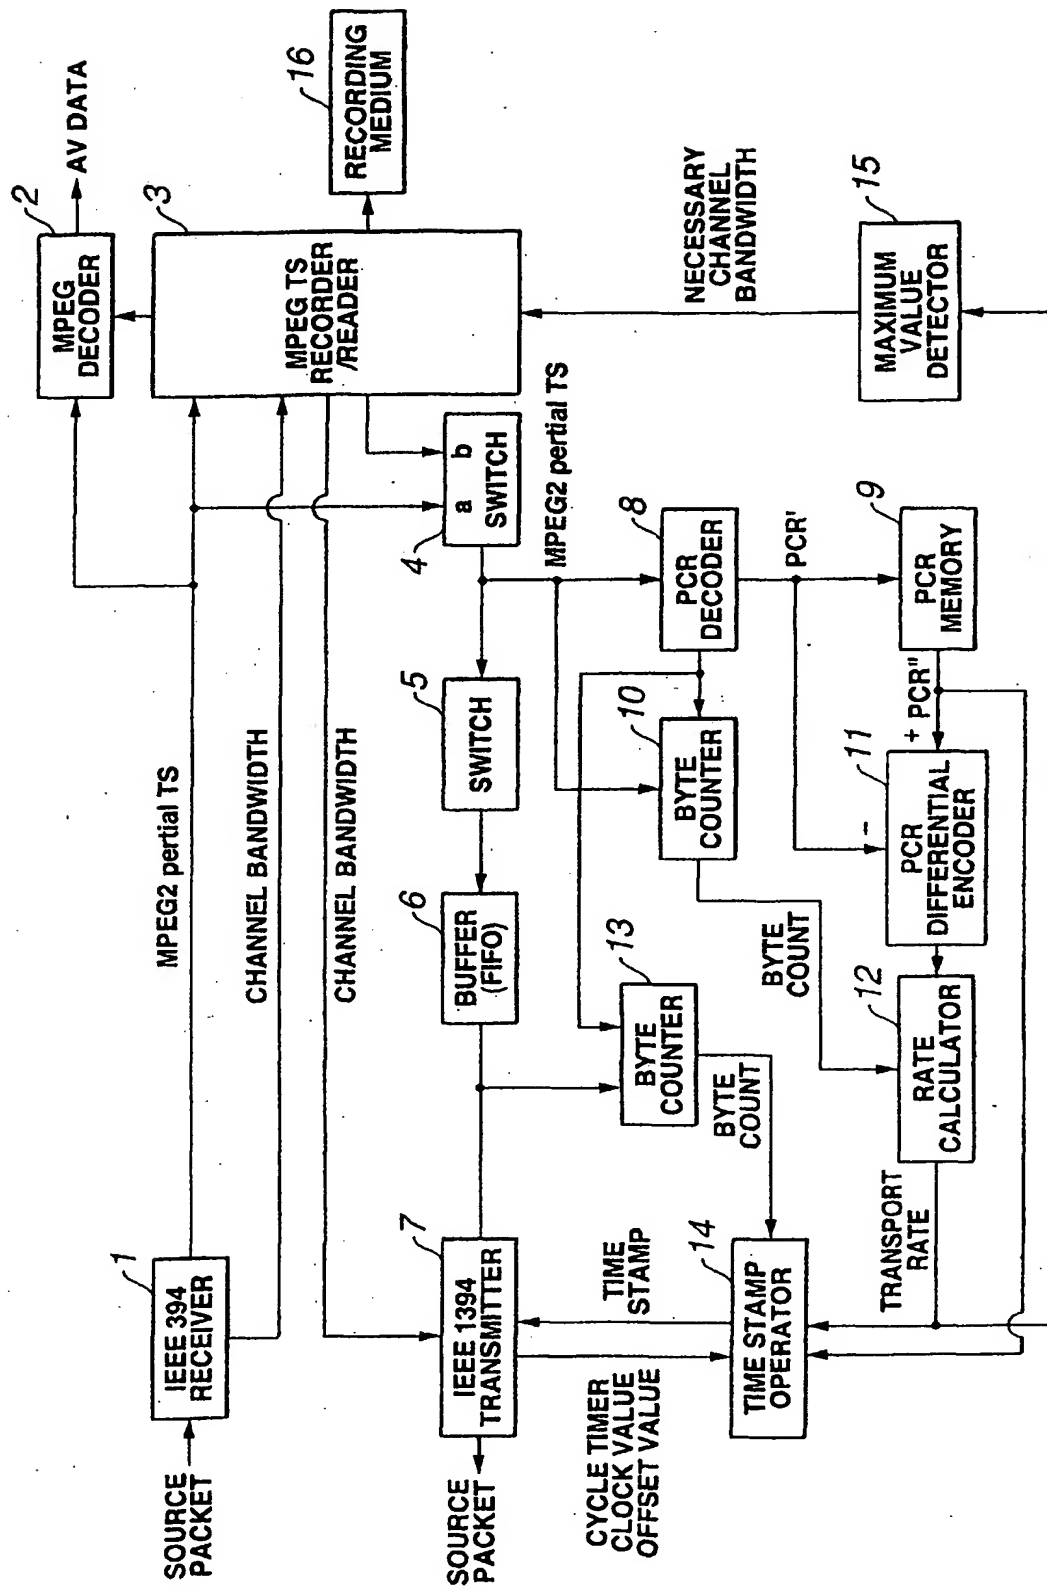 SOURCE
PACKET
1
IEEE 394
RECEIVER
MPEG2 pertial TS
CHANNEL BANDWIDTH
CHANNEL BANDWIDTH
2
MPEG
DECODER
AV DATA
3
MPEG TS
RECORDER
/READER
16
RECORDING
MEDIUM
4
a b
SWITCH
5
SWITCH
6
BUFFER
(FIFO)
7
IEEE 1394
TRANSMITTER
SOURCE
PACKET
MPEG2 pertial TS
NECESSARY
CHANNEL
BANDWIDTH
8
PCR
DECODER
10
BYTE
COUNTER
13
BYTE
COUNTER
BYTE
COUNT
TIME
STAMP
CYCLE TIMER
CLOCK VALUE
OFFSET VALUE
14
TIME STAMP
OPERATOR
PCR'
9
PCR
MEMORY
+ PCR"
-
11
PCR
DIFFERENTIAL
ENCODER
BYTE
COUNT
12
RATE
CALCULATOR
TRANSPORT
RATE
15
MAXIMUM
VALUE
DETECTOR